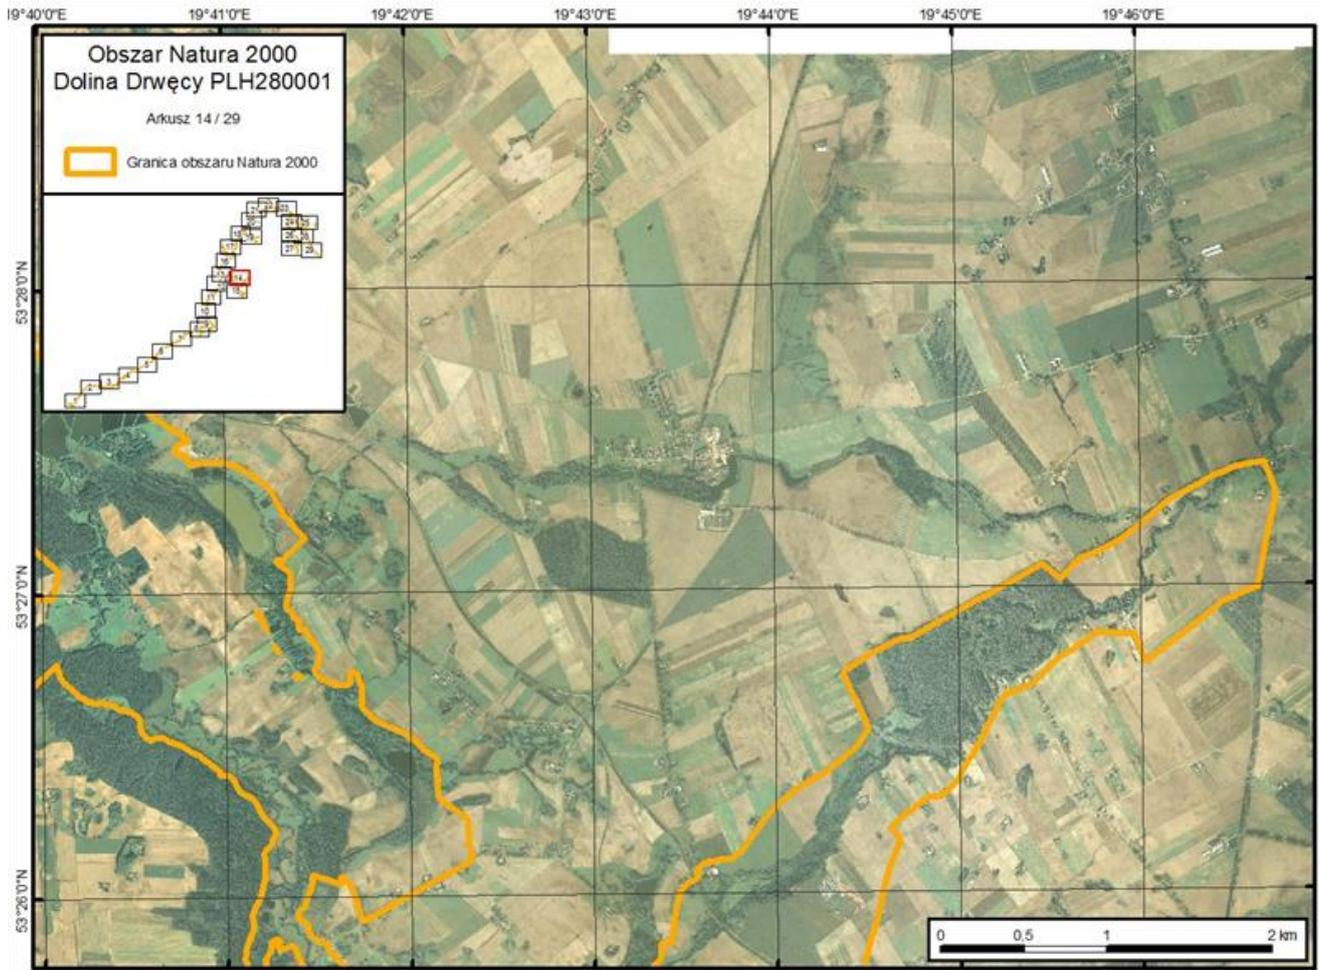 19°40'0"E 19°41'0"E 19°42'0"E 19°43'0"E 19°44'0"E 19°45'0"E 19°46'0"E
Obszar Natura 2000
Dolina Drwęcy PLH280001
Arkusz 14 / 29
Granica obszaru Natura 2000
53°28'0"N
53°27'0"N
53°26'0"N
0 0,5 1 2 km